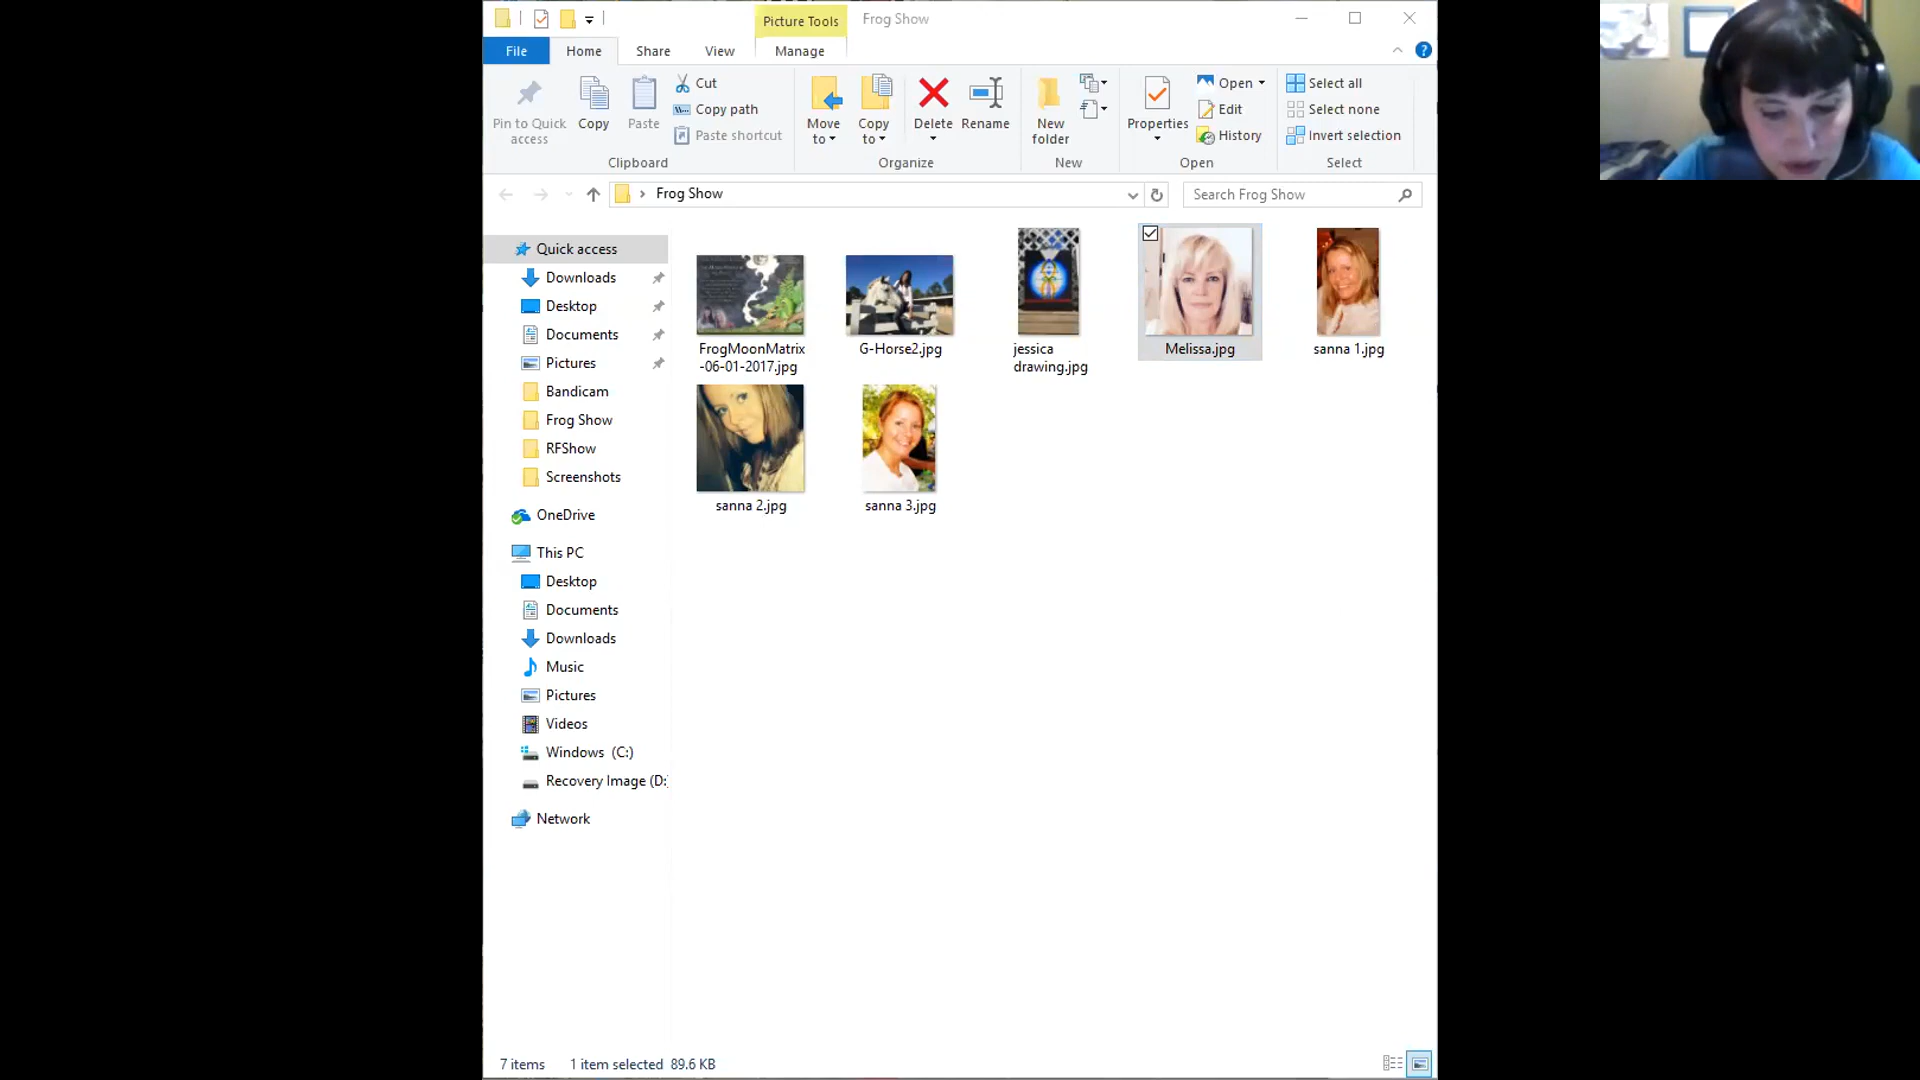 Picture Tools
Frog Show
File
Home
Share
View
Manage
Pin to Quick access
Copy
Paste
Cut
Copy path
Paste shortcut
Clipboard
Move to
Copy to
Delete
Rename
Organize
New folder
New
Properties
Open
Edit
History
Open
Select all
Select none
Invert selection
Select
Frog Show
Search Frog Show
Quick access
Downloads
Desktop
Documents
Pictures
Bandicam
Frog Show
RFShow
Screenshots
OneDrive
This PC
Desktop
Documents
Downloads
Music
Pictures
Videos
Windows (C:)
Recovery Image (D:
Network
FrogMoonMatrix
-06-01-2017.jpg
G-Horse2.jpg
jessica
drawing.jpg
Melissa.jpg
sanna 1.jpg
sanna 2.jpg
sanna 3.jpg
7 items
1 item selected 89.6 KB